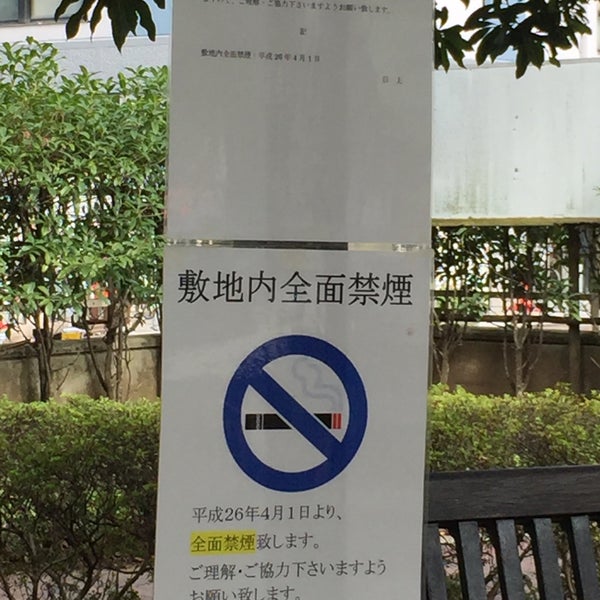 ますので、ご理解・ご協力下さいますようお願い致します。
記
敷地内全面禁煙:平成26年4月1日
以上
敷地内全面禁煙
平成26年4月1日より、
全面禁煙致します。
ご理解・ご協力下さいますよう
お願い致します。